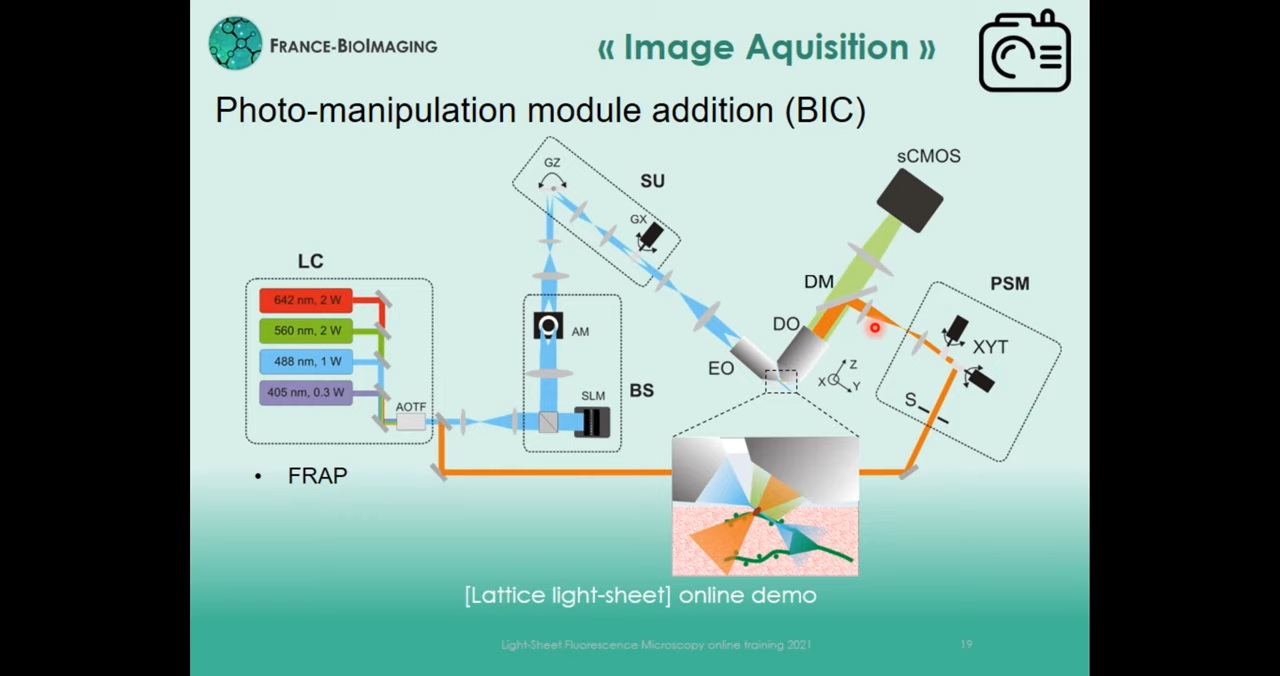 FRANCE-BIOIMAGING
« Image Aquisition »
Photo-manipulation module addition (BIC)
sCMOS
GZ
SU
GX
LC
DM
PSM
642 nm, 2 W
560 nm, 2 W
488 nm, 1 W
405 nm, 0.3 W
AM
DO
XYT
EO
Z
X
Y
BS
SLM
AOTF
S
• FRAP
[Lattice light-sheet] online demo
Light-Sheet Fluorescence Microscopy online training 2021
19